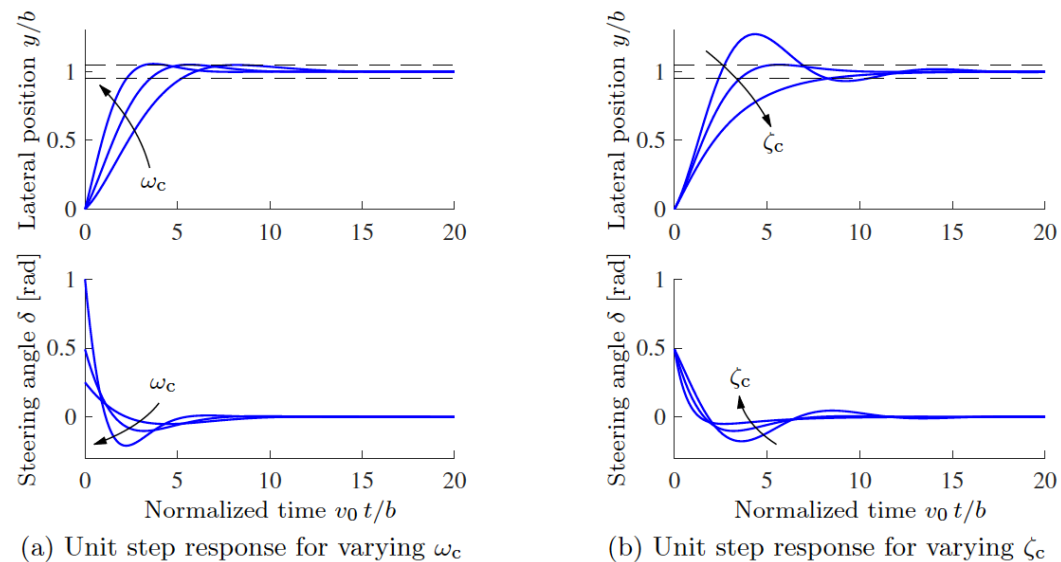 Lateral position y/b
1
0.5
0
ω_c
0 5 10 15 20
Steering angle δ [rad]
1
0.5
0
ω_c
0 5 10 15 20
Normalized time v_0 t/b
(a) Unit step response for varying ω_c
Lateral position y/b
1
0.5
0
ζ_c
0 5 10 15 20
Steering angle δ [rad]
1
0.5
0
ζ_c
0 5 10 15 20
Normalized time v_0 t/b
(b) Unit step response for varying ζ_c